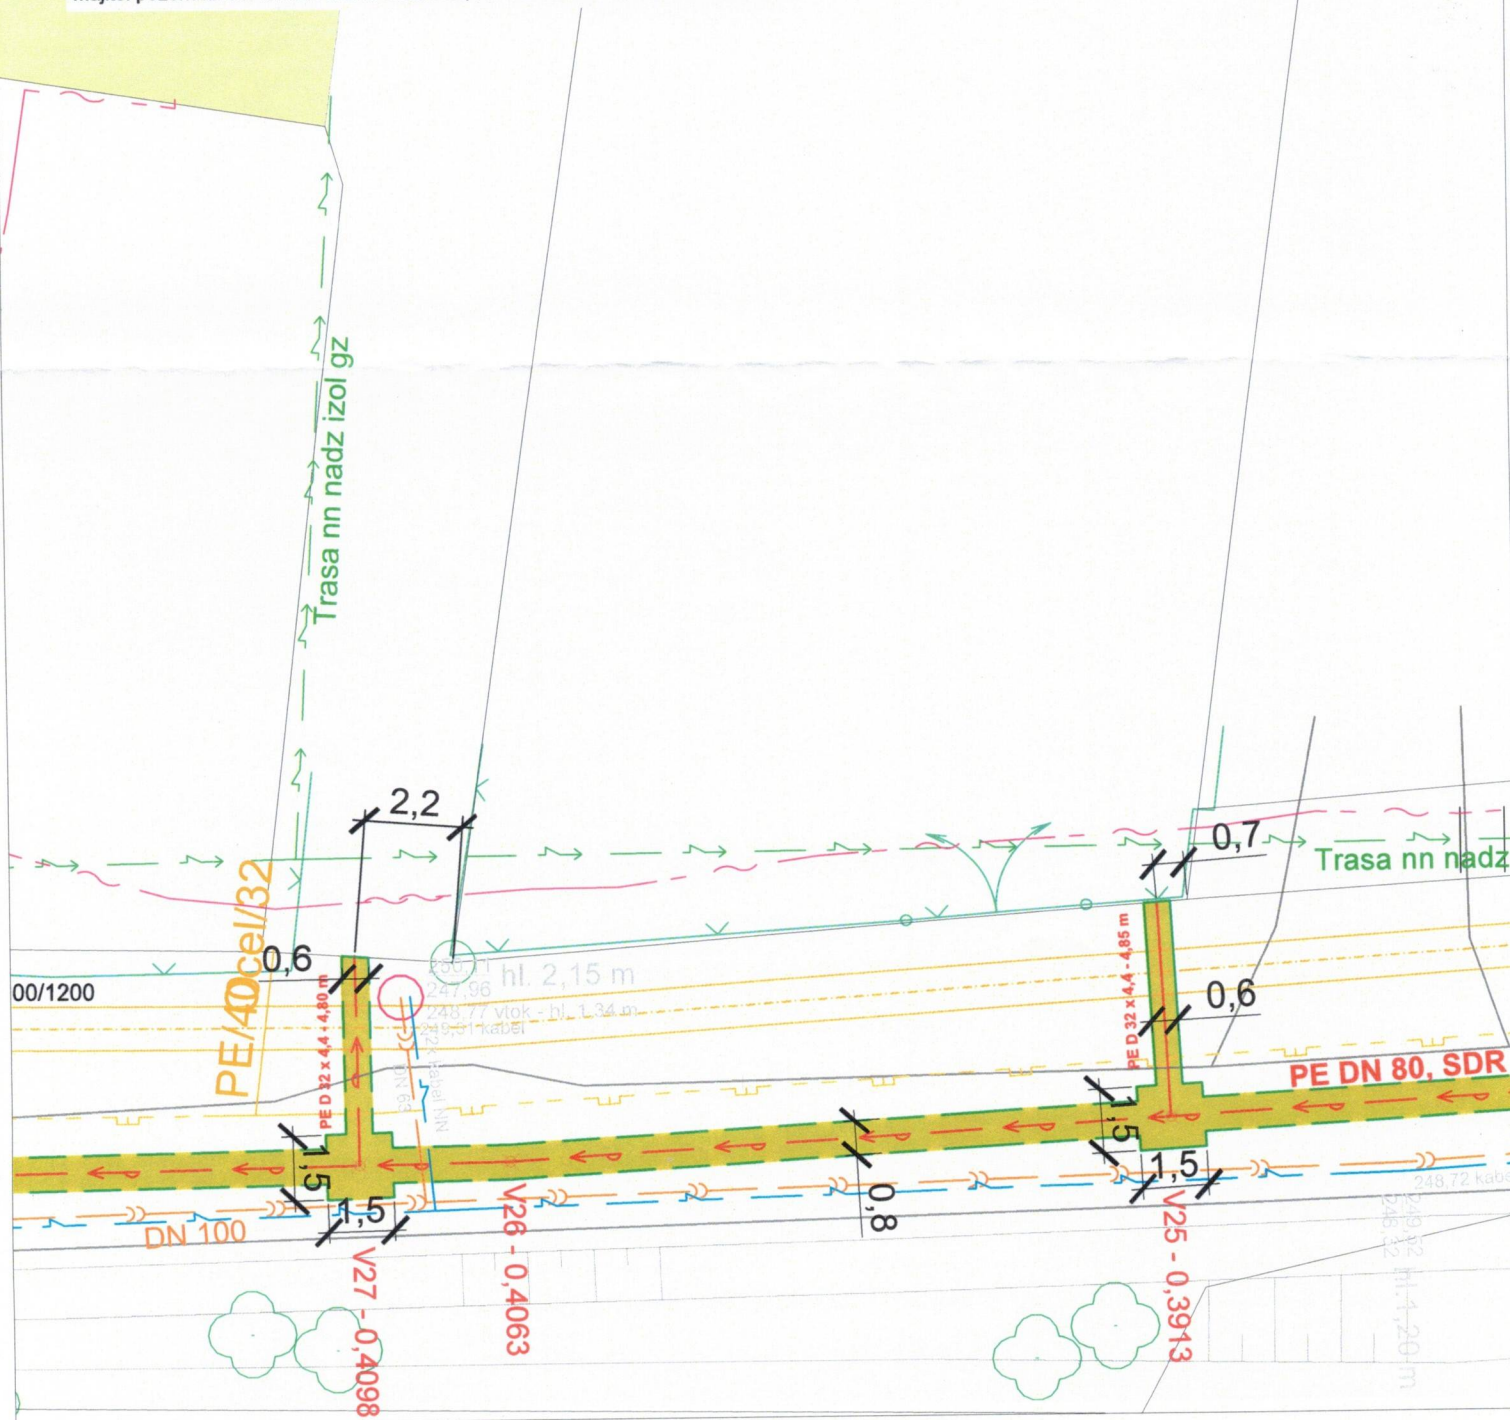 Trasa nn nadz izol gz
2,2
0,7
Trasa nn nadz
PE/40
0,6
00/1200
PE D 32 x 4,4 - 4,80 m
247,96
hl. 2,15 m
248,77 vtok - hl. 1,34 m
kabel
DN 63
PE D 32 x 4,4 - 4,85 m
0,6
PE DN 80, SDR
1,5
1,5
DN 100
1,5
1,5
0,8
248,72
V27 - 0,4098
V26 - 0,4063
V25 - 0,3913
hl. 1,20 m